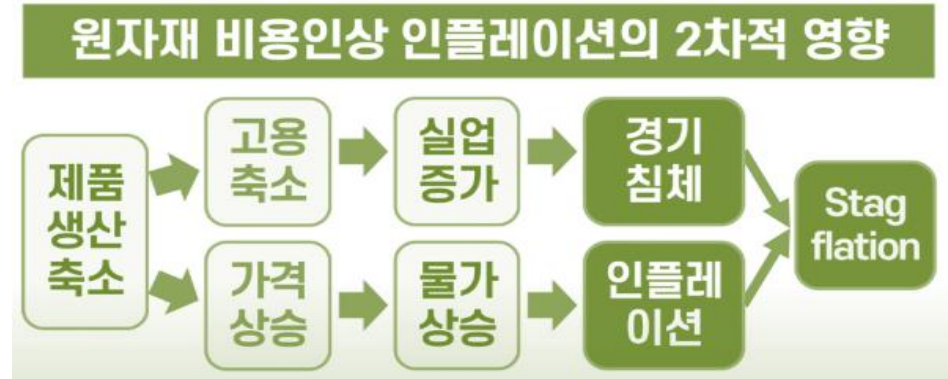 원자재 비용인상 인플레이션의 2차적 영향
제품
생산
축소
고용
축소
실업
증가
경기
침체
가격
상승
물가
상승
인플레
이션
Stag
flation